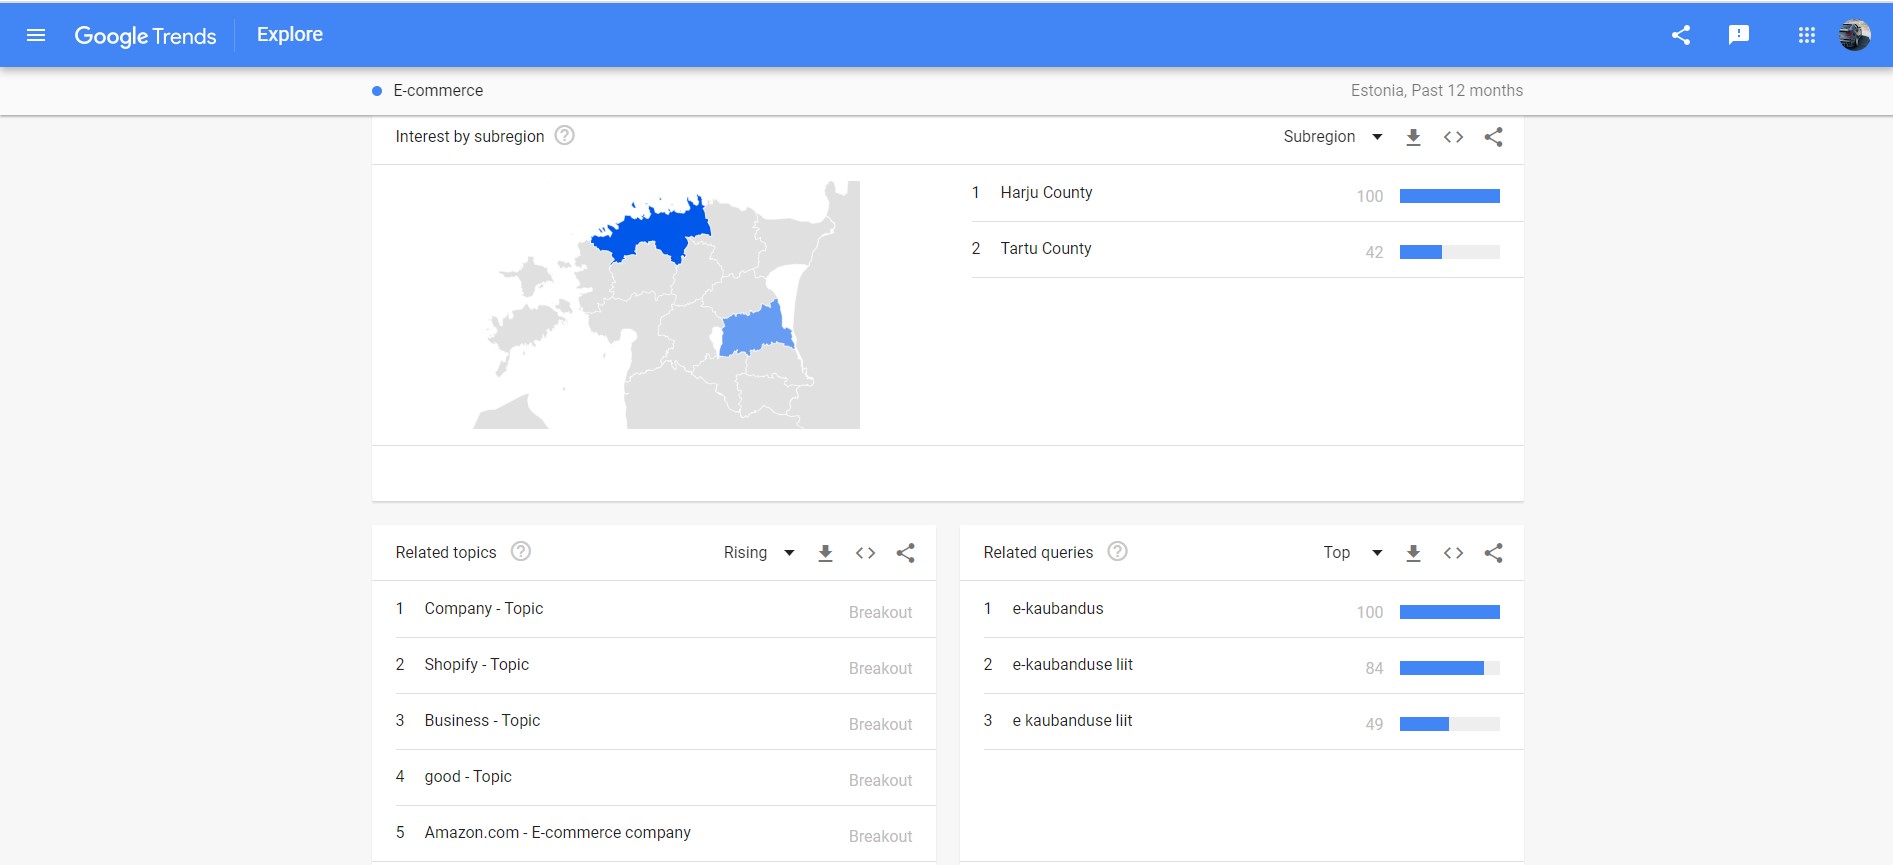 Google Trends Explore
E-commerce Estonia, Past 12 months
Interest by subregion ? Subregion
1 Harju County 100
2 Tartu County 42
Related topics ? Rising
1 Company - Topic Breakout
2 Shopify - Topic Breakout
3 Business - Topic Breakout
4 good - Topic Breakout
5 Amazon.com - E-commerce company Breakout
Related queries ? Top
1 e-kaubandus 100
2 e-kaubanduse liit 84
3 e kaubanduse liit 49